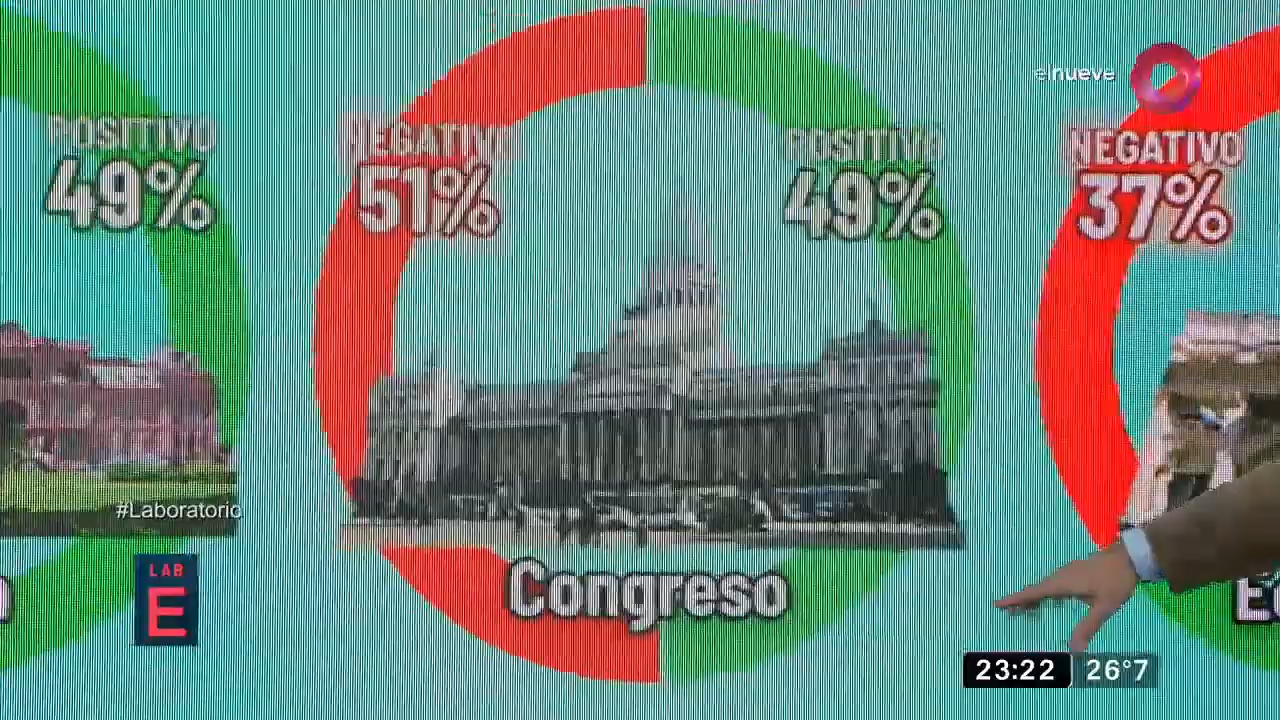 elnueve
POSITIVO
49%
NEGATIVO
51%
POSITIVO
49%
NEGATIVO
37%
#Laboratorio
LAB
E
Congreso
23:22 26°7